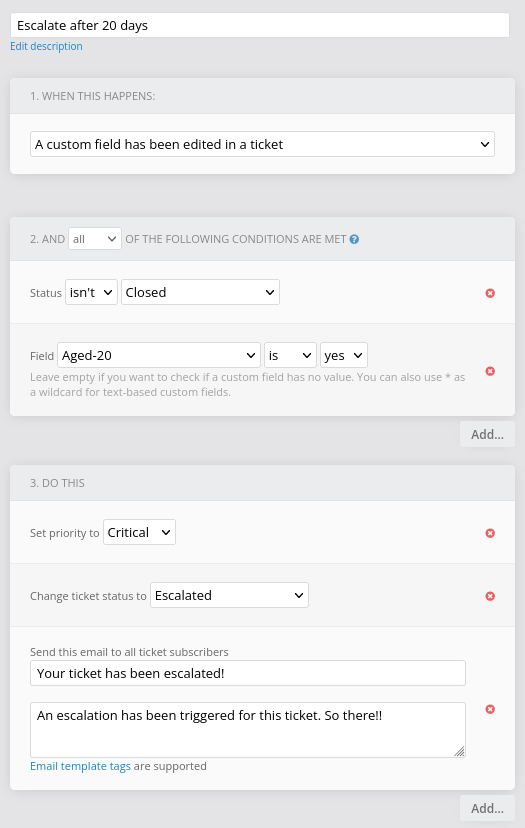 Escalate after 20 days
Edit description
1. WHEN THIS HAPPENS:
A custom field has been edited in a ticket
2. AND all OF THE FOLLOWING CONDITIONS ARE MET ?
Status isn't Closed
Field Aged-20 is yes
Leave empty if you want to check if a custom field has no value. You can also use * as
a wildcard for text-based custom fields.
Add...
3. DO THIS
Set priority to Critical
Change ticket status to Escalated
Send this email to all ticket subscribers
Your ticket has been escalated!
An escalation has been triggered for this ticket. So there!!
Email template tags are supported
Add...